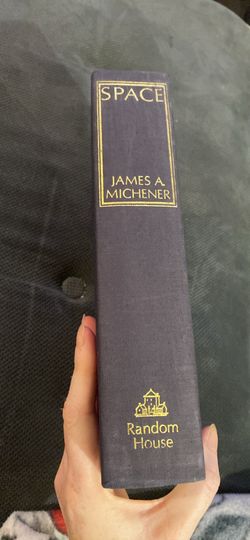 SPACE
JAMES A.
MICHENER
Random
House